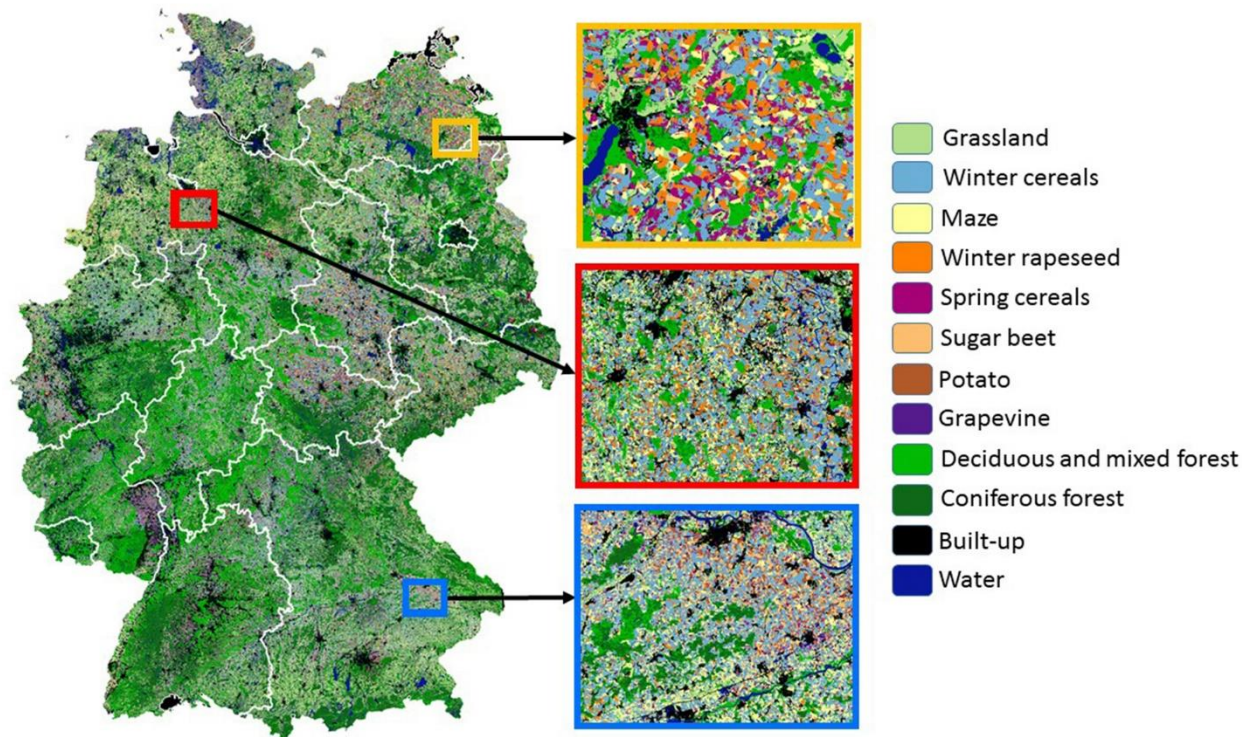 Grassland
Winter cereals
Maze
Winter rapeseed
Spring cereals
Sugar beet
Potato
Grapevine
Deciduous and mixed forest
Coniferous forest
Built-up
Water